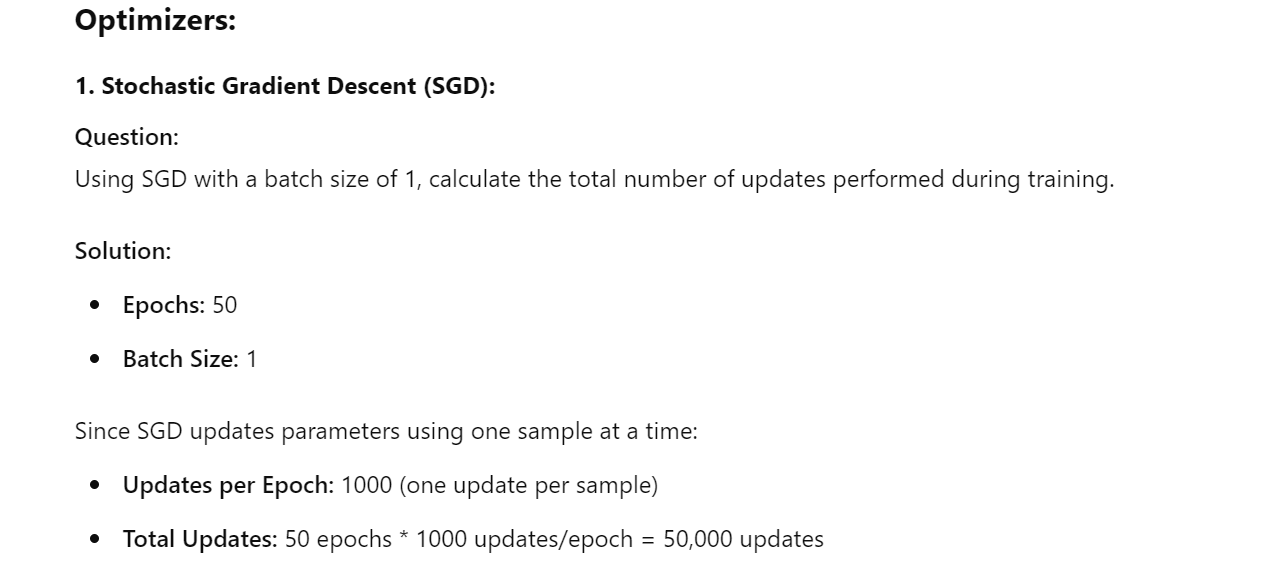 Optimizers:
1. Stochastic Gradient Descent (SGD):
Question:
Using SGD with a batch size of 1, calculate the total number of updates performed during training.
Solution:
• Epochs: 50
• Batch Size: 1
Since SGD updates parameters using one sample at a time:
• Updates per Epoch: 1000 (one update per sample)
• Total Updates: 50 epochs * 1000 updates/epoch = 50,000 updates